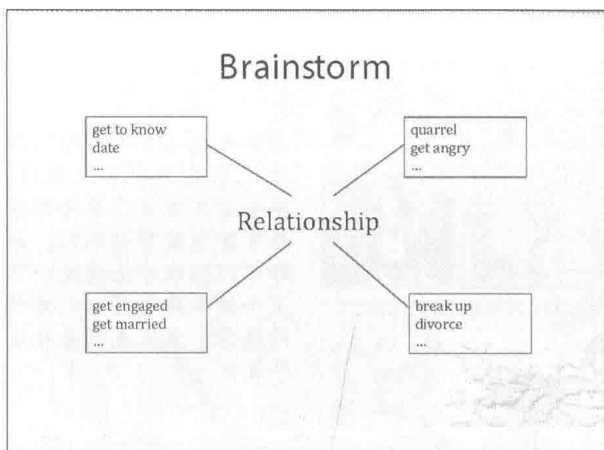 Brainstorm
get to know
date
...
quarrel
get angry
...
Relationship
get engaged
get married
...
break up
divorce
...